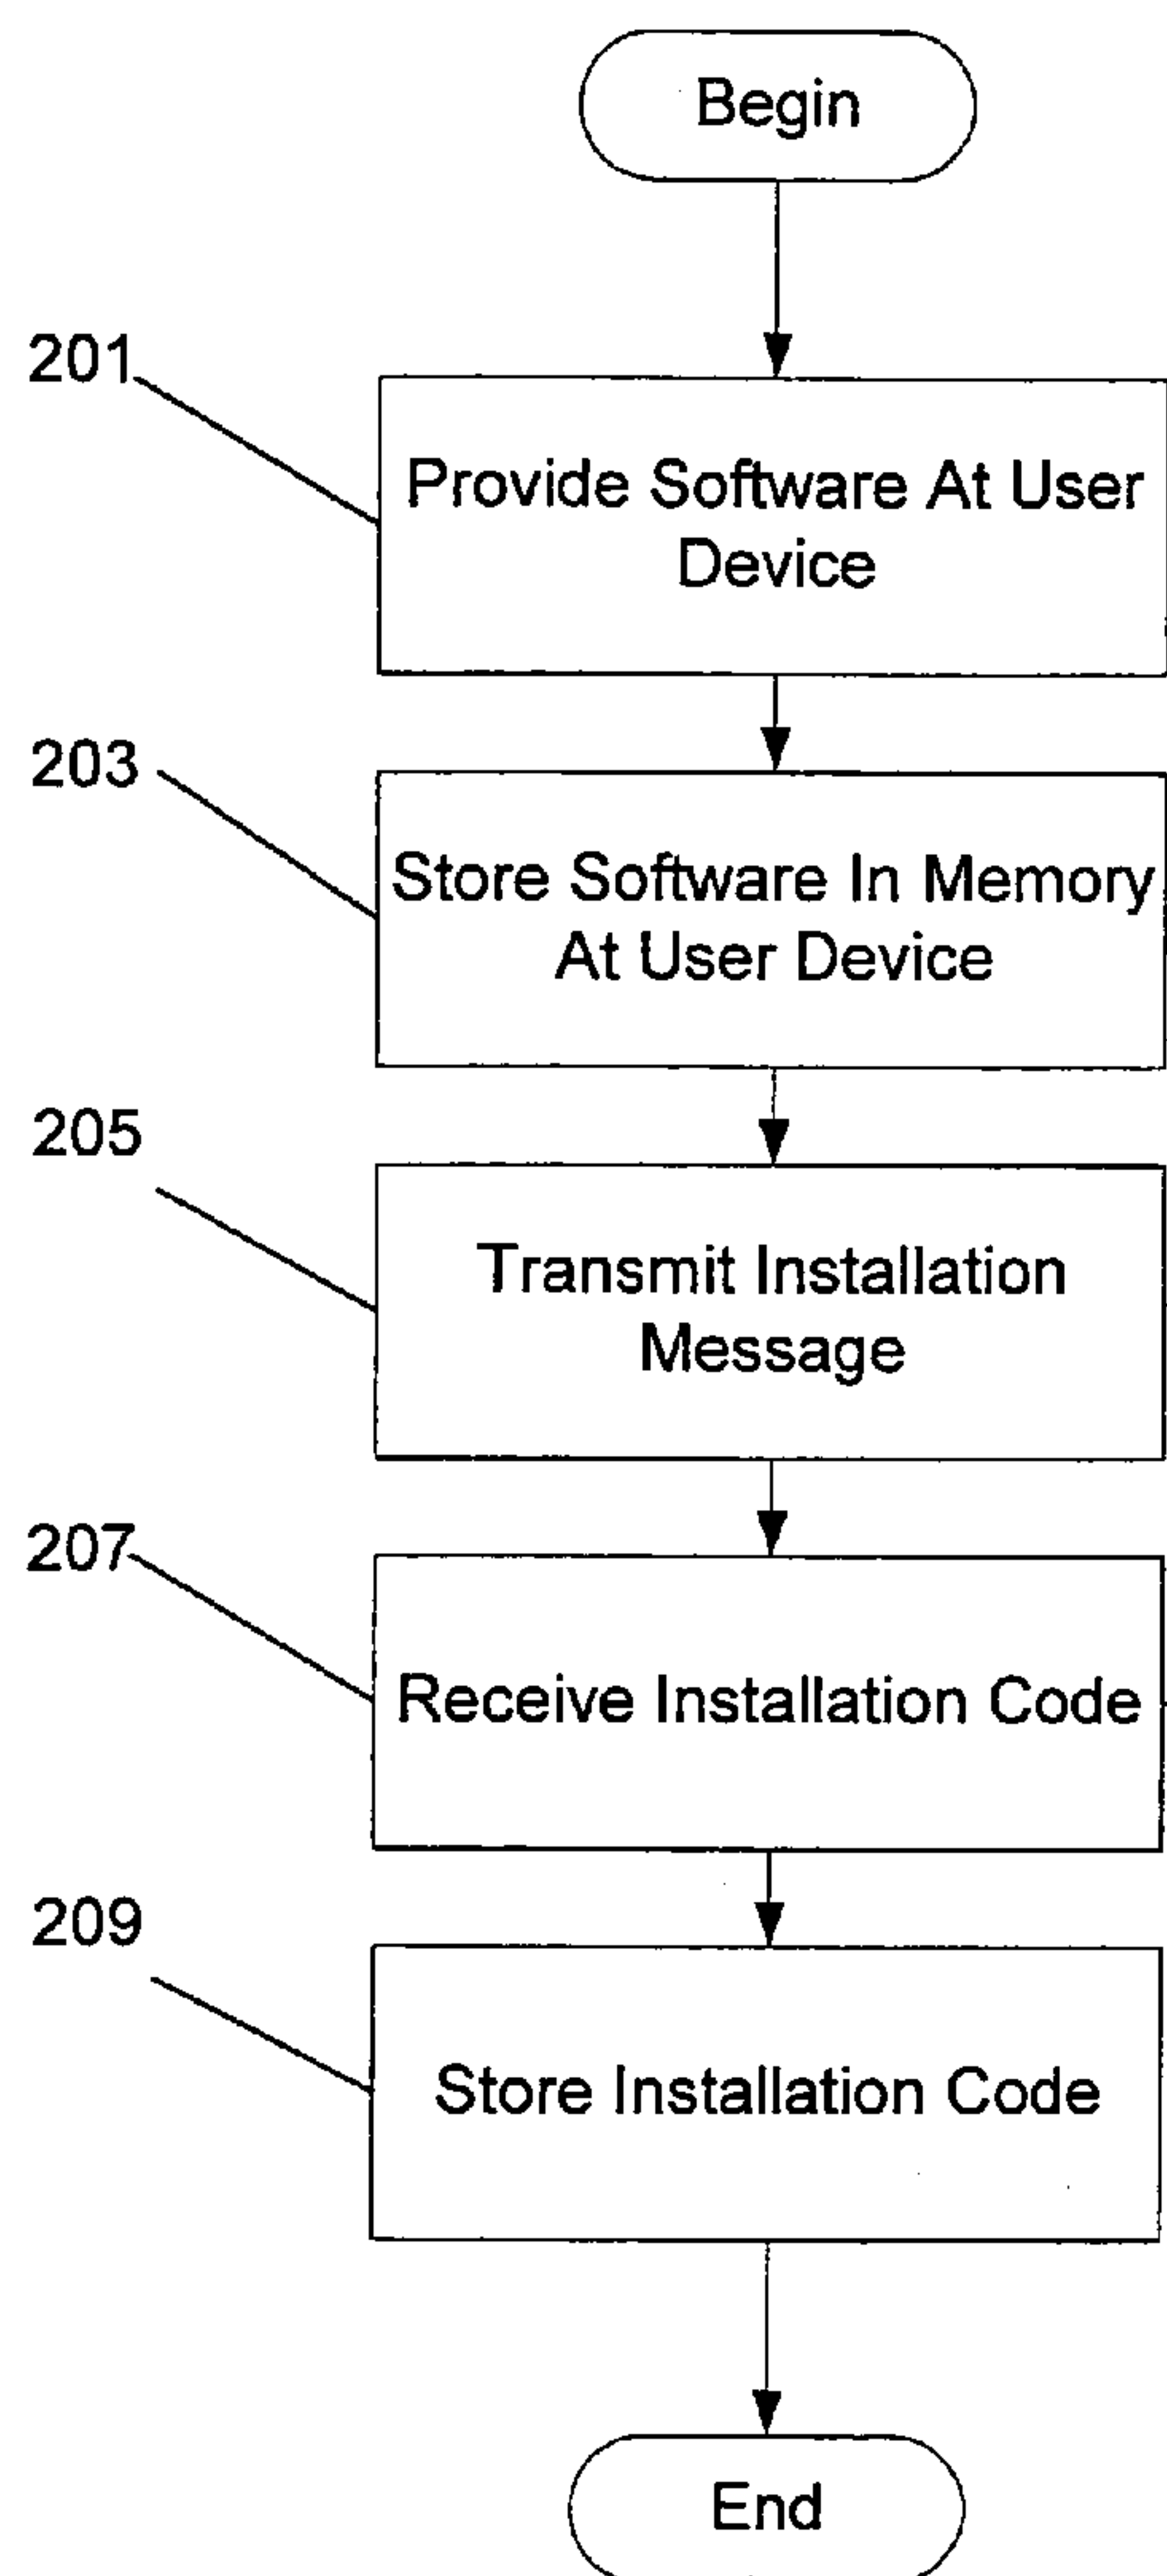 Begin
201
Provide Software At User
Device
203
Store Software In Memory
At User Device
205
Transmit Installation
Message
207
Receive Installation Code
209
Store Installation Code
End